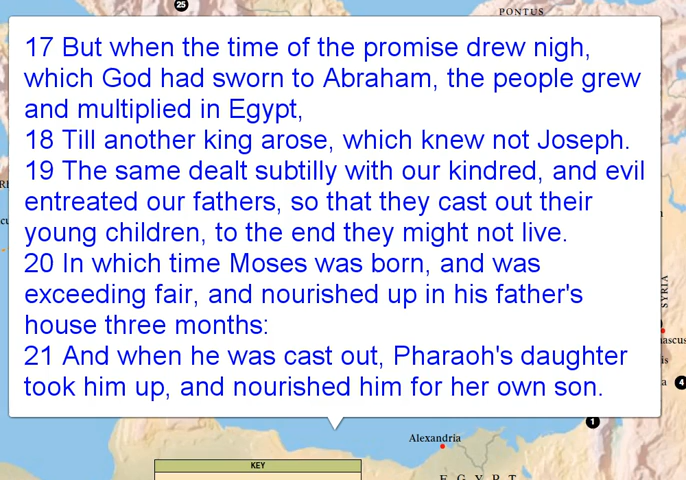 25
PONTUS
17 But when the time of the promise drew nigh,
which God had sworn to Abraham, the people grew
and multiplied in Egypt,
18 Till another king arose, which knew not Joseph.
19 The same dealt subtilly with our kindred, and evil
entreated our fathers, so that they cast out their
young children, to the end they might not live.
20 In which time Moses was born, and was
exceeding fair, and nourished up in his father's
house three months:
21 And when he was cast out, Pharaoh's daughter
took him up, and nourished him for her own son.
SYRIA
4
1
Alexandria
KEY
EGYPT